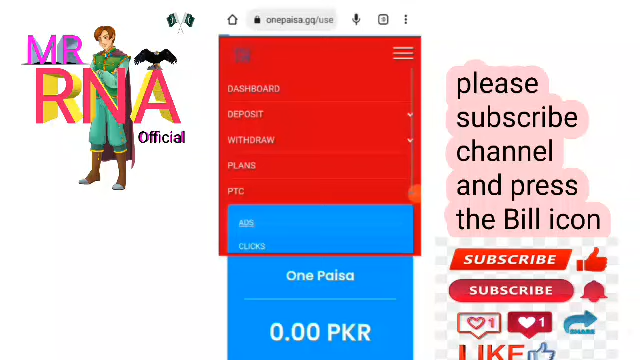 MR
RNA
Official
onepaisa.gq/use
DASHBOARD
DEPOSIT
WITHDRAW
PLANS
PTC
ADS
CLICKS
One Paisa
0.00 PKR
please
subscribe
channel
and press
the Bill icon
SUBSCRIBE
SUBSCRIBE
1
1
SHARE
LIKE